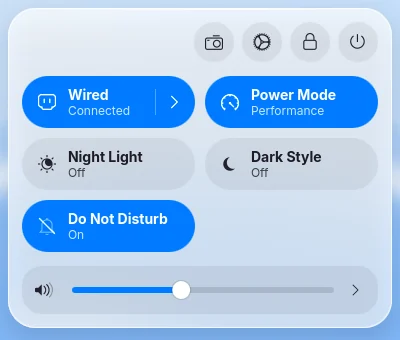 Wired
Connected
Power Mode
Performance
Night Light
Off
Dark Style
Off
Do Not Disturb
On